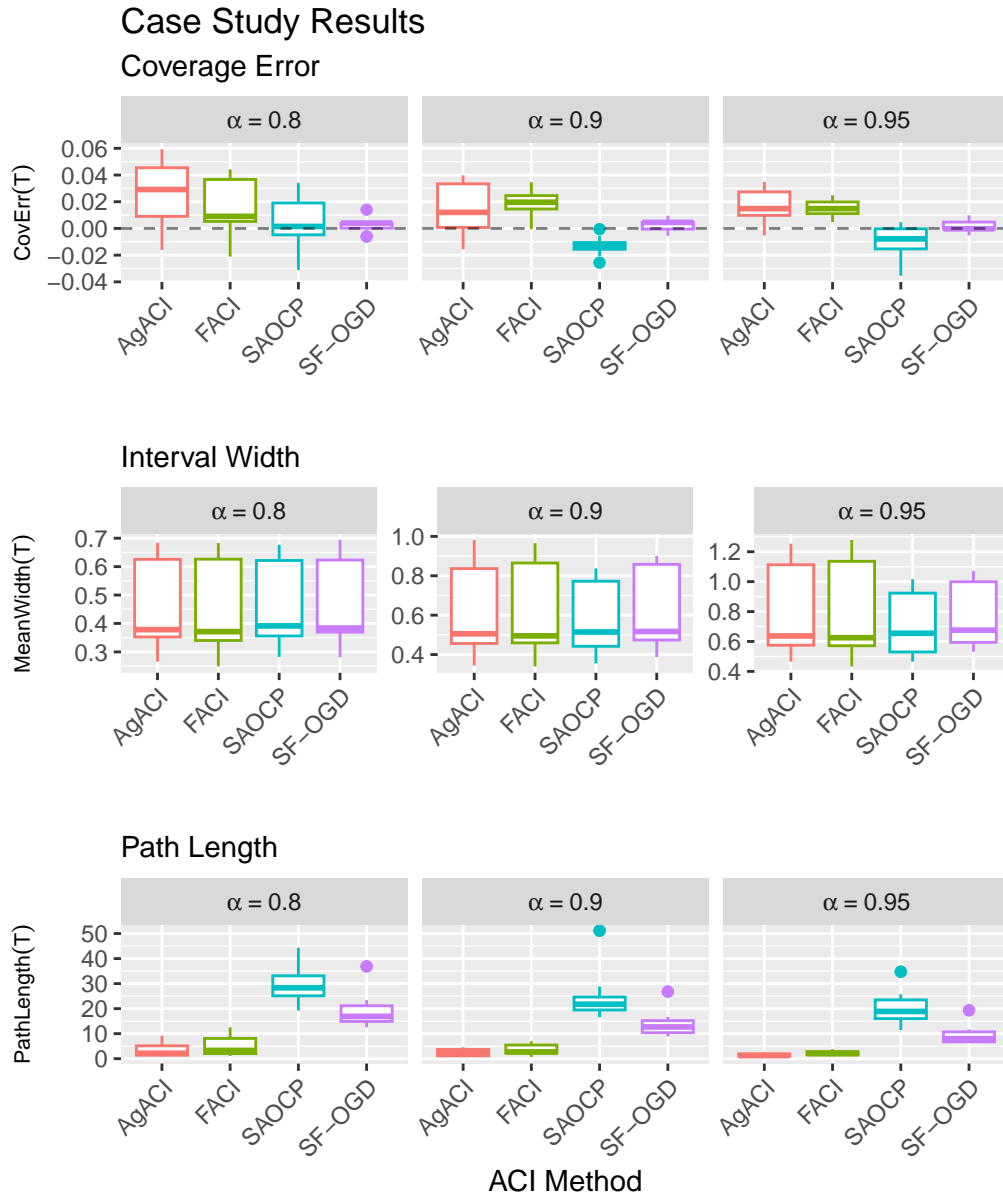 Case Study Results
Coverage Error
α = 0.8 α = 0.9 α = 0.95
CovErr(T)
0.06
0.04
0.02
0.00
−0.02
−0.04
AgACI FACI SAOCP SF−OGD AgACI FACI SAOCP SF−OGD AgACI FACI SAOCP SF−OGD
Interval Width
α = 0.8 α = 0.9 α = 0.95
MeanWidth(T)
0.7
0.6
0.5
0.4
0.3
1.0
0.8
0.6
0.4
1.2
1.0
0.8
0.6
0.4
AgACI FACI SAOCP SF−OGD AgACI FACI SAOCP SF−OGD AgACI FACI SAOCP SF−OGD
Path Length
α = 0.8 α = 0.9 α = 0.95
PathLength(T)
50
40
30
20
10
0
AgACI FACI SAOCP SF−OGD AgACI FACI SAOCP SF−OGD AgACI FACI SAOCP SF−OGD
ACI Method